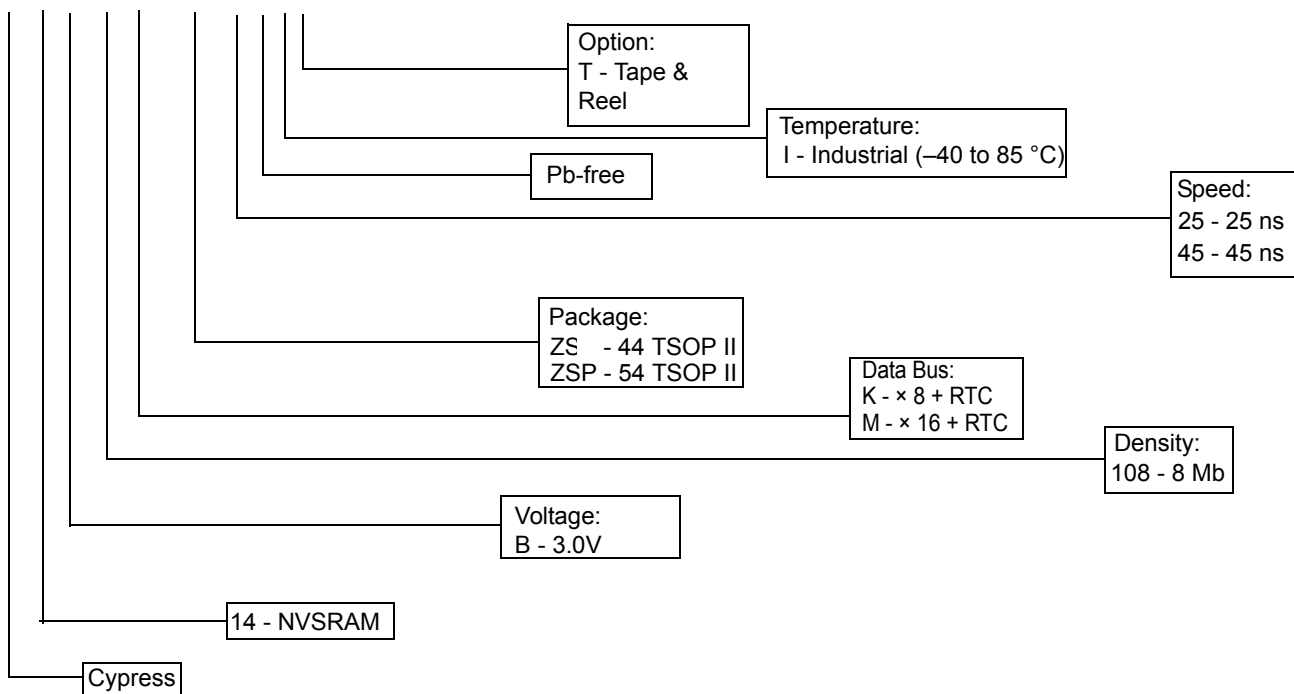 Option:
T - Tape &
Reel
Temperature:
I - Industrial (–40 to 85 °C)
Pb-free
Speed:
25 - 25 ns
45 - 45 ns
Package:
ZS - 44 TSOP II
ZSP - 54 TSOP II
Data Bus:
K - × 8 + RTC
M - × 16 + RTC
Density:
108 - 8 Mb
Voltage:
B - 3.0V
14 - NVSRAM
Cypress